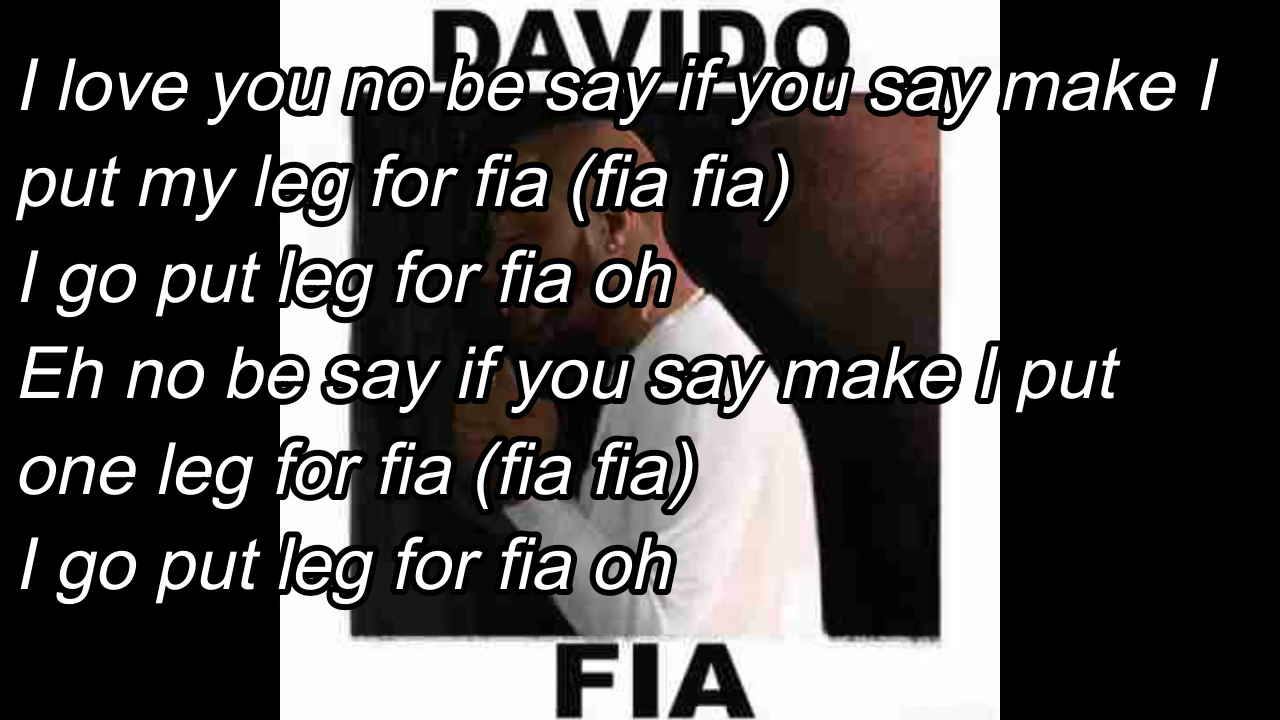 DAVIDO
I love you no be say if you say make I
put my leg for fia (fia fia)
I go put leg for fia oh
Eh no be say if you say make I put
one leg for fia (fia fia)
I go put leg for fia oh
FIA